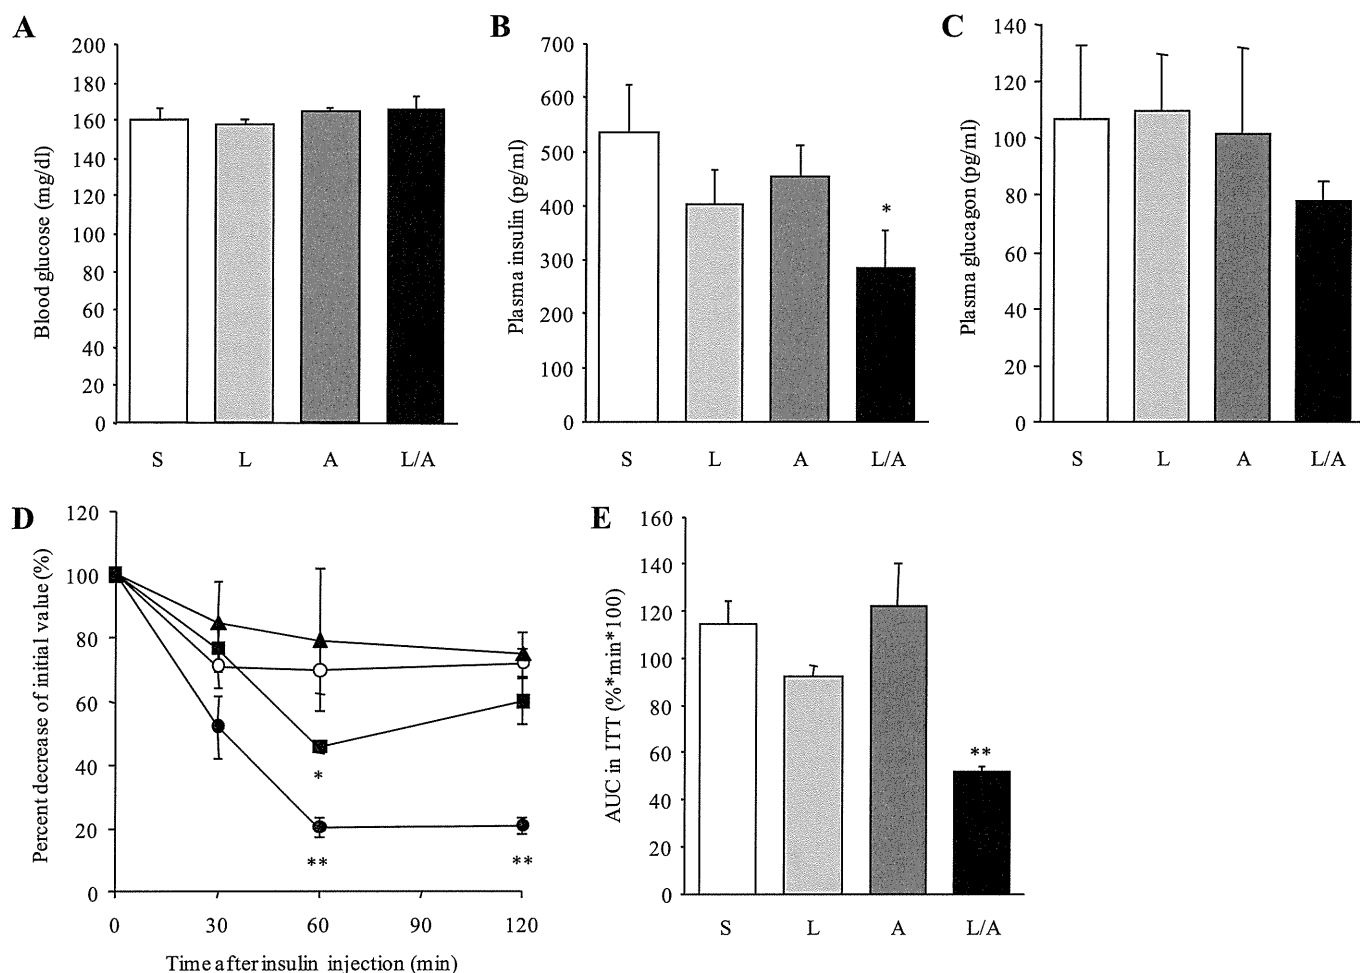 A
Blood glucose (mg/dl)
200
180
160
140
120
100
80
60
40
20
0
S L A L/A
B
Plasma insulin (pg/ml)
700
600
500
400
300
200
100
0
*
S L A L/A
C
Plasma glucagon (pg/ml)
140
120
100
80
60
40
20
0
S L A L/A
D
Percent decrease of initial value (%)
120
100
80
60
40
20
0
*
** **
0 30 60 90 120
Time after insulin injection (min)
E
AUC in ITT (%*min*100)
160
140
120
100
80
60
40
20
0
**
S L A L/A